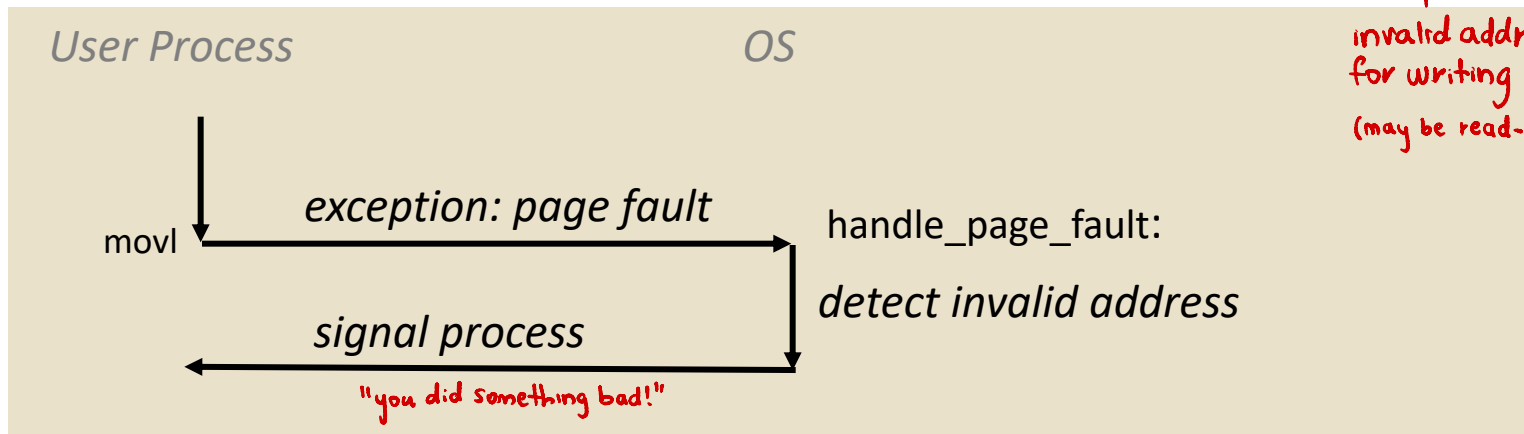 User Process
OS
invalid addr
for writing
(may be read-
exception: page fault
handle_page_fault:
movl
detect invalid address
signal process
"you did something bad!"